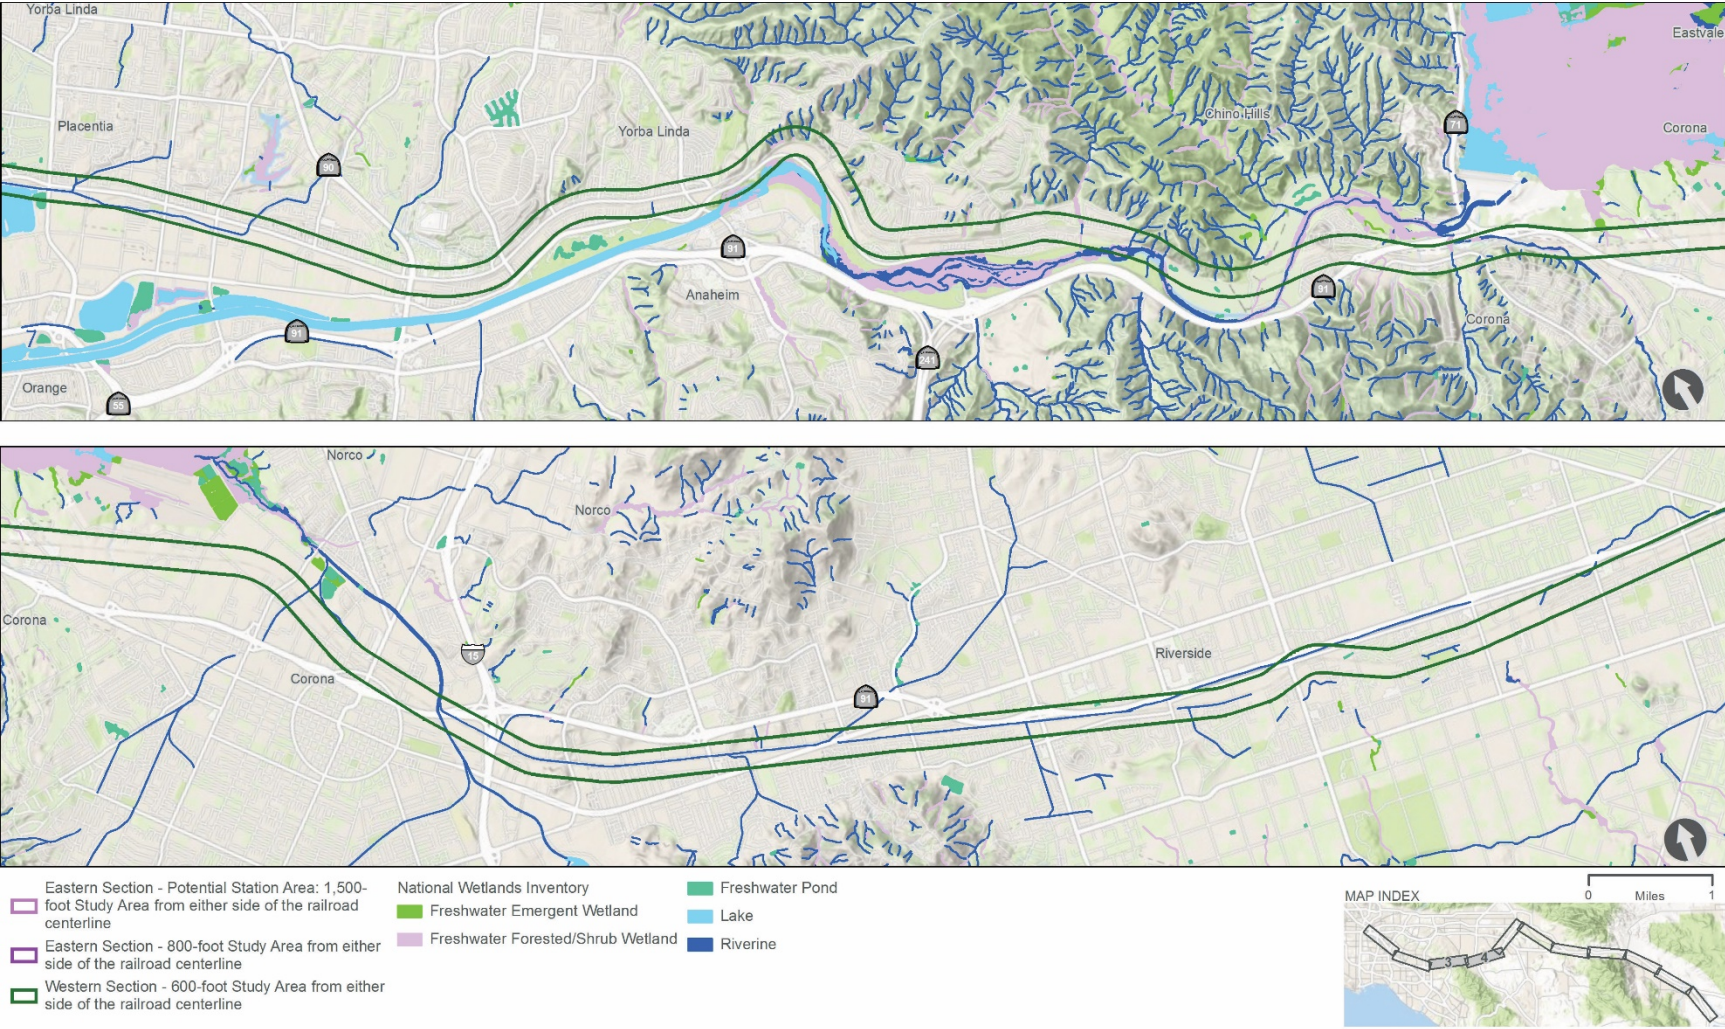 Yorba Linda
Eastvale
Placentia
90
Yorba Linda
Chino Hills
71
Corona
91
Anaheim
91
91
Corona
241
Orange
55
Norco
Norco
Corona
15
Riverside
Corona
91
Eastern Section - Potential Station Area: 1,500-
foot Study Area from either side of the railroad
centerline
Eastern Section - 800-foot Study Area from either
side of the railroad centerline
Western Section - 600-foot Study Area from either
side of the railroad centerline
National Wetlands Inventory
Freshwater Emergent Wetland
Freshwater Forested/Shrub Wetland
Freshwater Pond
Lake
Riverine
MAP INDEX
0 Miles 1
3
4